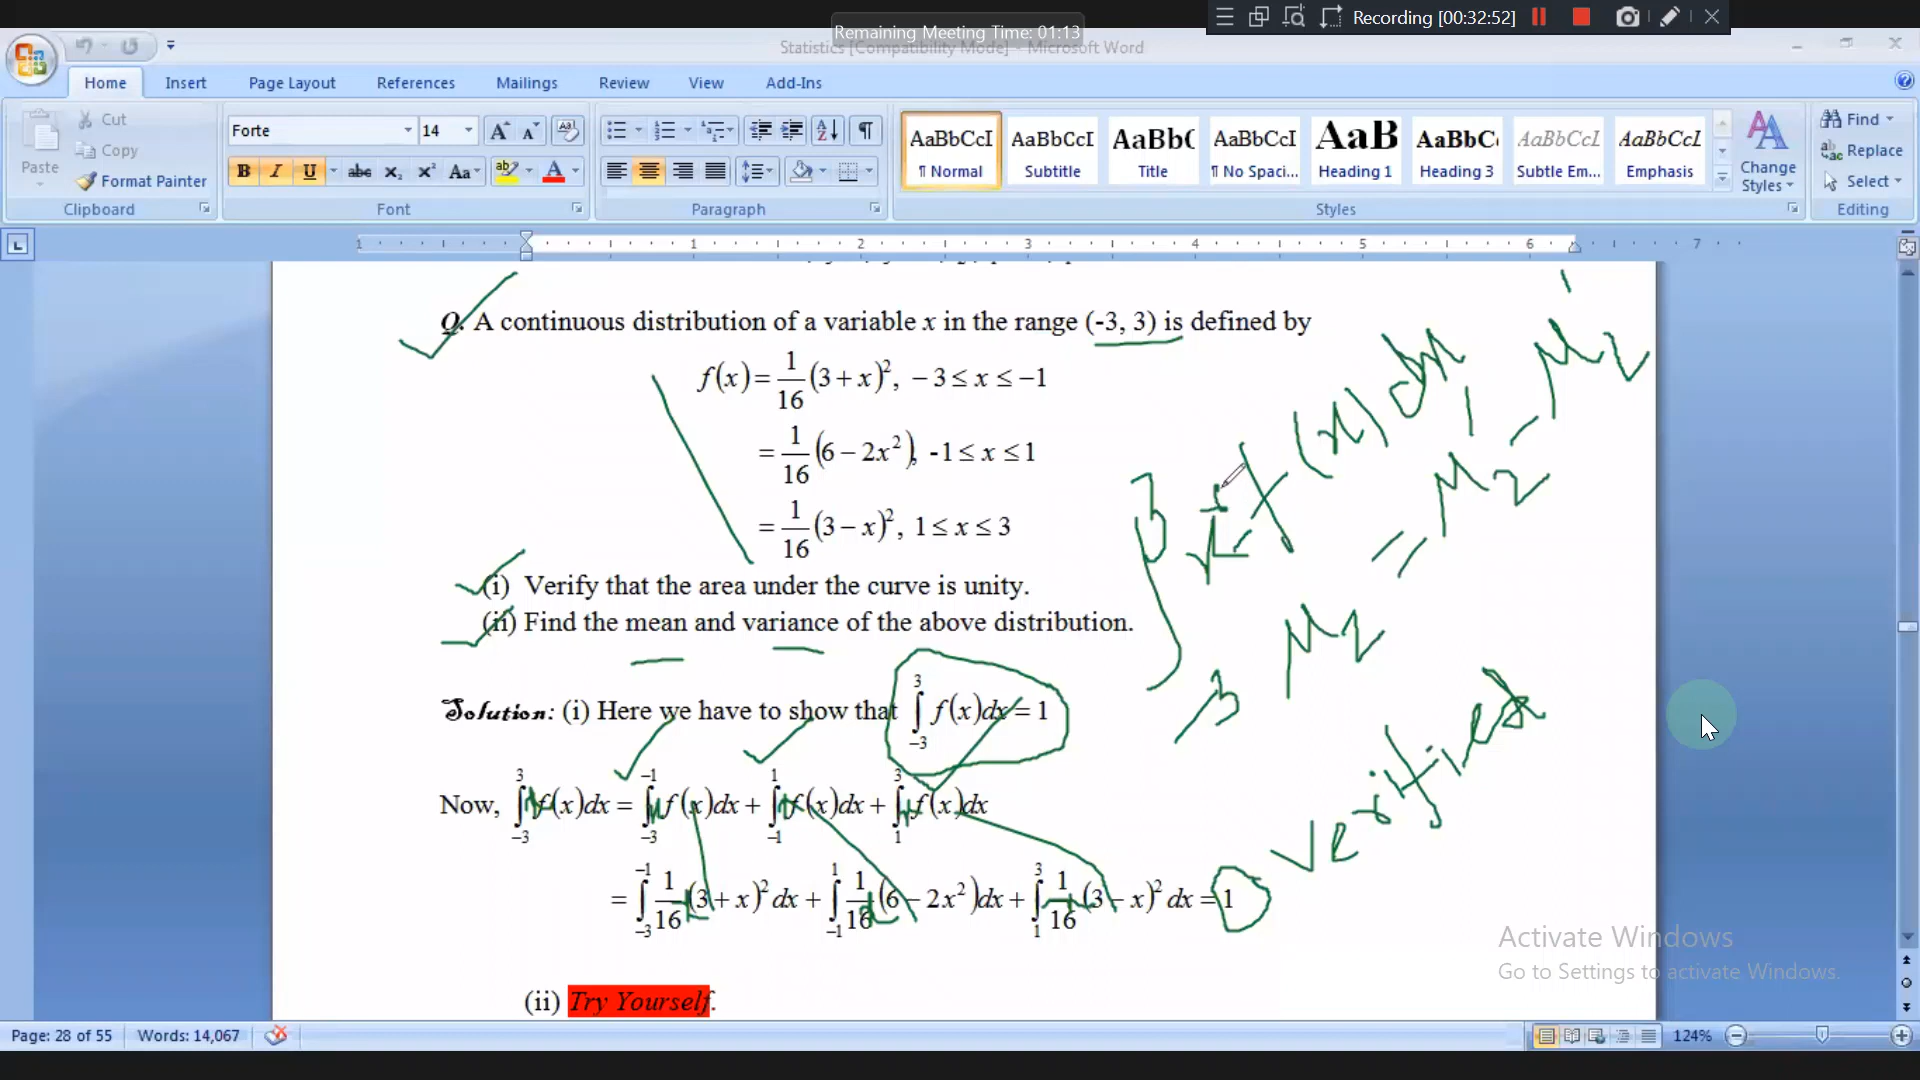 Recording [00:32:52]
Remaining Meeting Time: 01:13
Statistics [Compatibility Mode] - Microsoft Word
Home Insert Page Layout References Mailings Review View Add-Ins
Paste Cut Copy Format Painter Clipboard
Forte 14 Font
Paragraph
AaBbCcI ¶ Normal AaBbCcI Subtitle AaBb( Title AaBbCcI ¶ No Spaci... AaB Heading 1 AaBbC Heading 3 AaBbCcI Subtle Em... AaBbCcI Emphasis Change Styles Styles
Find Replace Select Editing
1 1 2 3 4 5 6 7
Q. A continuous distribution of a variable x in the range (-3, 3) is defined by
f(x) = 1/16 (3 + x)², − 3 ≤ x ≤ −1
= 1/16 (6 − 2x²), -1 ≤ x ≤ 1
= 1/16 (3 − x)², 1 ≤ x ≤ 3
(i) Verify that the area under the curve is unity.
(ii) Find the mean and variance of the above distribution.
Solution: (i) Here we have to show that ∫₋₃³ f(x)dx = 1
Now, ∫₋₃³ f(x)dx = ∫₋₃⁻¹ f(x)dx + ∫₋₁¹ f(x)dx + ∫₁³ f(x)dx
= ∫₋₃⁻¹ 1/16 (3 + x)² dx + ∫₋₁¹ 1/16 (6 − 2x²)dx + ∫₁³ 1/16 (3 − x)² dx = 1
verified
(ii) Try Yourself.
Activate Windows
Go to Settings to activate Windows.
Page: 28 of 55 Words: 14,067 124%